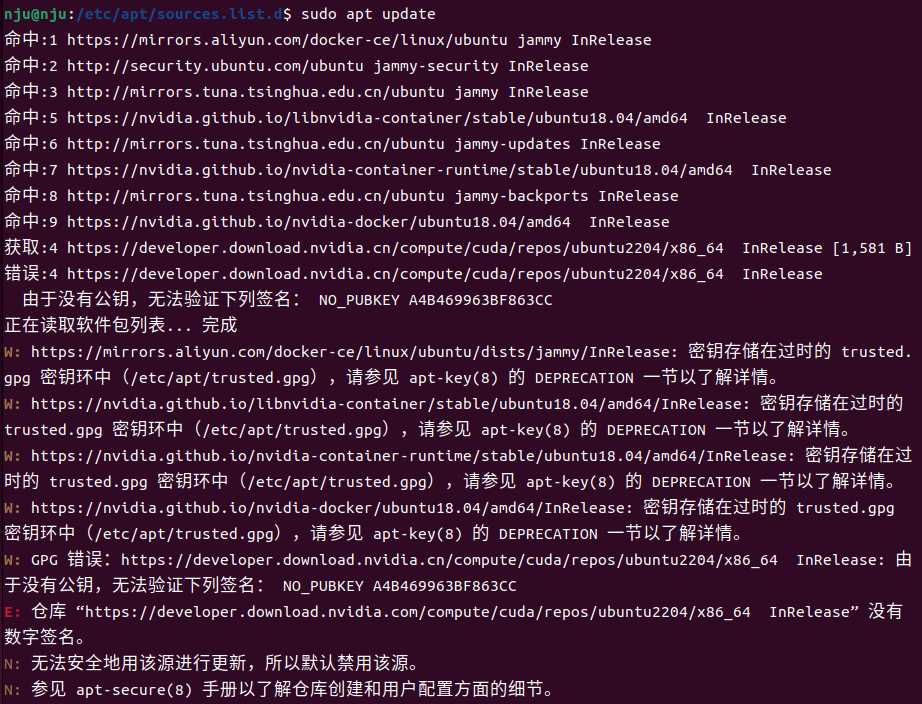 nju@nju:/etc/apt/sources.list.d$ sudo apt update
命中:1 https://mirrors.aliyun.com/docker-ce/linux/ubuntu jammy InRelease
命中:2 http://security.ubuntu.com/ubuntu jammy-security InRelease
命中:3 http://mirrors.tuna.tsinghua.edu.cn/ubuntu jammy InRelease
命中:5 https://nvidia.github.io/libnvidia-container/stable/ubuntu18.04/amd64  InRelease
命中:6 http://mirrors.tuna.tsinghua.edu.cn/ubuntu jammy-updates InRelease
命中:7 https://nvidia.github.io/nvidia-container-runtime/stable/ubuntu18.04/amd64  InRelease
命中:8 http://mirrors.tuna.tsinghua.edu.cn/ubuntu jammy-backports InRelease
命中:9 https://nvidia.github.io/nvidia-docker/ubuntu18.04/amd64  InRelease
获取:4 https://developer.download.nvidia.cn/compute/cuda/repos/ubuntu2204/x86_64  InRelease [1,581 B]
错误:4 https://developer.download.nvidia.cn/compute/cuda/repos/ubuntu2204/x86_64  InRelease
  由于没有公钥，无法验证下列签名： NO_PUBKEY A4B469963BF863CC
正在读取软件包列表... 完成
W: https://mirrors.aliyun.com/docker-ce/linux/ubuntu/dists/jammy/InRelease: 密钥存储在过时的 trusted.
gpg 密钥环中（/etc/apt/trusted.gpg），请参见 apt-key(8) 的 DEPRECATION 一节以了解详情。
W: https://nvidia.github.io/libnvidia-container/stable/ubuntu18.04/amd64/InRelease: 密钥存储在过时的
trusted.gpg 密钥环中（/etc/apt/trusted.gpg），请参见 apt-key(8) 的 DEPRECATION 一节以了解详情。
W: https://nvidia.github.io/nvidia-container-runtime/stable/ubuntu18.04/amd64/InRelease: 密钥存储在过
时的 trusted.gpg 密钥环中（/etc/apt/trusted.gpg），请参见 apt-key(8) 的 DEPRECATION 一节以了解详情。
W: https://nvidia.github.io/nvidia-docker/ubuntu18.04/amd64/InRelease: 密钥存储在过时的 trusted.gpg
密钥环中（/etc/apt/trusted.gpg），请参见 apt-key(8) 的 DEPRECATION 一节以了解详情。
W: GPG 错误：https://developer.download.nvidia.cn/compute/cuda/repos/ubuntu2204/x86_64  InRelease: 由
于没有公钥，无法验证下列签名： NO_PUBKEY A4B469963BF863CC
E: 仓库 “https://developer.download.nvidia.com/compute/cuda/repos/ubuntu2204/x86_64  InRelease” 没有
数字签名。
N: 无法安全地用该源进行更新，所以默认禁用该源。
N: 参见 apt-secure(8) 手册以了解仓库创建和用户配置方面的细节。